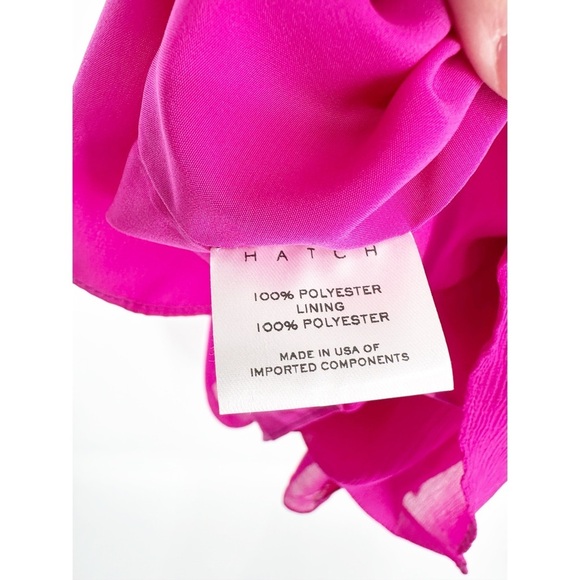 HATCH
100% POLYESTER
LINING
100% POLYESTER
MADE IN USA OF
IMPORTED COMPONENTS